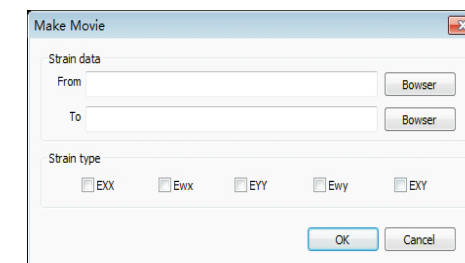 Make Movie
Strain data
From
Bowser
To
Bowser
Strain type
EXX Ewx EYY Ewy EXY
OK Cancel